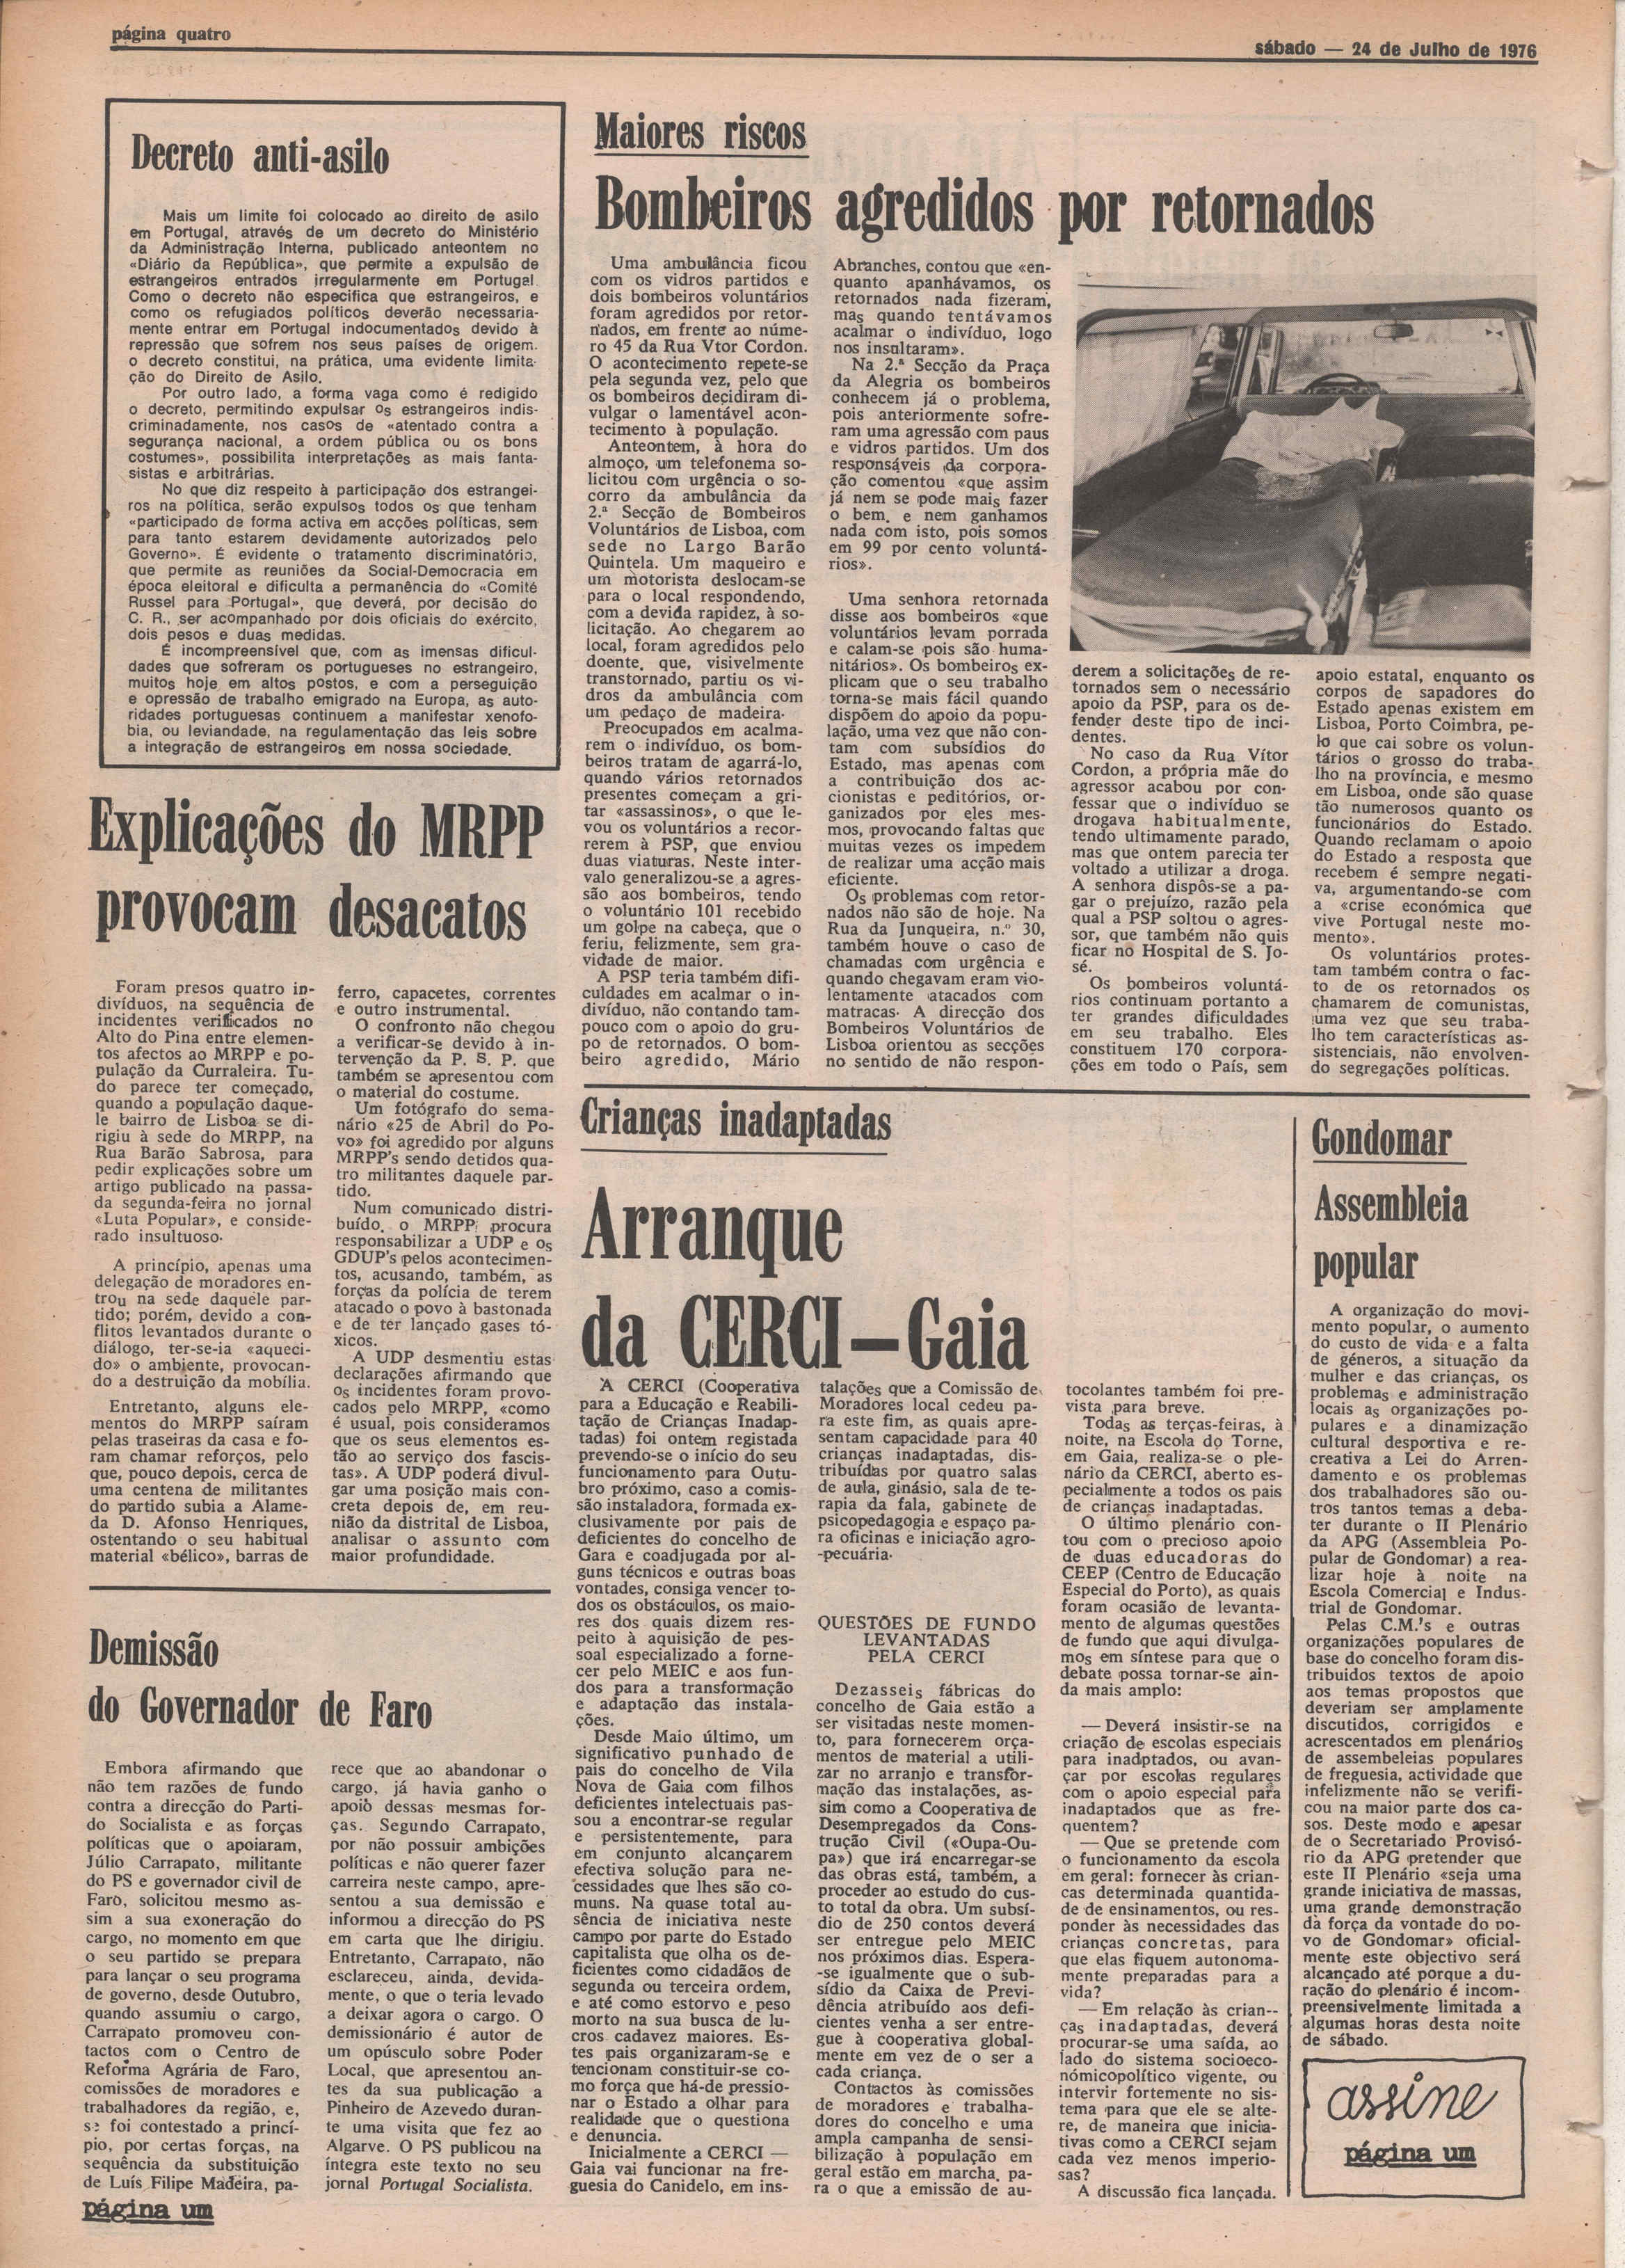 página quatro
sábado — 24 de Julho de 1976
Decreto anti-asilo
Mais um limite foi colocado ao direito de asilo
em Portugal, através de um decreto do Ministério
da Administração Interna, publicado anteontem no
«Diário da República», que permite a expulsão de
estrangeiros entrados irregularmente em Portugal.
Como o decreto não especifica que estrangeiros, e
como os refugiados políticos deverão necessaria-
mente entrar em Portugal indocumentados devido à
repressão que sofrem nos seus países de origem.
o decreto constitui, na prática, uma evidente limita-
ção do Direito de Asilo.
Por outro lado, a forma vaga como é redigido
o decreto, permitindo expulsar os estrangeiros indis-
criminadamente, nos casos de «atentado contra a
segurança nacional, a ordem pública ou os bons
costumes», possibilita interpretações as mais fanta-
sistas e arbitrárias.
No que diz respeito à participação dos estrangei-
ros na política, serão expulsos todos os que tenham
«participado de forma activa em acções políticas, sem
para tanto estarem devidamente autorizados pelo
Governo». É evidente o tratamento discriminatório,
que permite as reuniões da Social-Democracia em
época eleitoral e dificulta a permanência do «Comité
Russel para Portugal», que deverá, por decisão do
C. R., ser acompanhado por dois oficiais do exército,
dois pesos e duas medidas.
É incompreensível que, com as imensas dificul-
dades que sofreram os portugueses no estrangeiro,
muitos hoje em altos postos, e com a perseguição
e opressão de trabalho emigrado na Europa, as auto-
ridades portuguesas continuem a manifestar xenofo-
bia, ou leviandade, na regulamentação das leis sobre
a integração de estrangeiros em nossa sociedade.
Explicações do MRPP
provocam desacatos
Foram presos quatro in-
divíduos, na sequência de
incidentes verificados no
Alto do Pina entre elemen-
tos afectos ao MRPP e po-
pulação da Curraleira. Tu-
do parece ter começado,
quando a população daque-
le bairro de Lisboa se di-
rigiu à sede do MRPP, na
Rua Barão Sabrosa, para
pedir explicações sobre um
artigo publicado na passa-
da segunda-feira no jornal
«Luta Popular», e conside-
rado insultuoso.
A princípio, apenas uma
delegação de moradores en-
trou na sede daquele par-
tido; porém, devido a con-
flitos levantados durante o
diálogo, ter-se-ia «aqueci-
do» o ambiente, provocan-
do a destruição da mobília.
Entretanto, alguns ele-
mentos do MRPP saíram
pelas traseiras da casa e fo-
ram chamar reforços, pelo
que, pouco depois, cerca de
uma centena de militantes
do partido subia a Alame-
da D. Afonso Henriques,
ostentando o seu habitual
material «bélico», barras de
ferro, capacetes, correntes
e outro instrumental.
O confronto não chegou
a verificar-se devido à in-
tervenção da P. S. P. que
também se apresentou com
o material do costume.
Um fotógrafo do sema-
nário «25 de Abril do Po-
vo» foi agredido por alguns
MRPP's sendo detidos qua-
tro militantes daquele par-
tido.
Num comunicado distri-
buído, o MRPP procura
responsabilizar a UDP e os
GDUP's pelos acontecimen-
tos, acusando, também, as
forças da polícia de terem
atacado o povo à bastonada
e de ter lançado gases tó-
xicos.
A UDP desmentiu estas
declarações afirmando que
os incidentes foram provo-
cados pelo MRPP, «como
é usual, pois consideramos
que os seus elementos es-
tão ao serviço dos fascis-
tas». A UDP poderá divul-
gar uma posição mais con-
creta depois de, em reu-
nião da distrital de Lisboa,
analisar o assunto com
maior profundidade.
Demissão
do Governador de Faro
Embora afirmando que
não tem razões de fundo
contra a direcção do Parti-
do Socialista e as forças
políticas que o apoiaram,
Júlio Carrapato, militante
do PS e governador civil de
Faro, solicitou mesmo as-
sim a sua exoneração do
cargo, no momento em que
o seu partido se prepara
para lançar o seu programa
de governo, desde Outubro,
quando assumiu o cargo,
Carrapato promoveu con-
tactos com o Centro de
Reforma Agrária de Faro,
comissões de moradores e
trabalhadores da região, e,
se foi contestado a princí-
pio, por certas forças, na
sequência da substituição
de Luís Filipe Madeira, pa-
rece que ao abandonar o
cargo, já havia ganho o
apoio dessas mesmas for-
ças. Segundo Carrapato,
por não possuir ambições
políticas e não querer fazer
carreira neste campo, apre-
sentou a sua demissão e
informou a direcção do PS
em carta que lhe dirigiu.
Entretanto, Carrapato, não
esclareceu, ainda, devida-
mente, o que o teria levado
a deixar agora o cargo. O
demissionário é autor de
um opúsculo sobre Poder
Local, que apresentou an-
tes da sua publicação a
Pinheiro de Azevedo duran-
te uma visita que fez ao
Algarve. O PS publicou na
íntegra este texto no seu
jornal Portugal Socialista.
Maiores riscos
Bombeiros agredidos por retornados
Uma ambulância ficou
com os vidros partidos e
dois bombeiros voluntários
foram agredidos por retor-
nados, em frente ao núme-
ro 45 da Rua Vtor Cordon.
O acontecimento repete-se
pela segunda vez, pelo que
os bombeiros decidiram di-
vulgar o lamentável acon-
tecimento à população.
Anteontem, à hora do
almoço, um telefonema so-
licitou com urgência o so-
corro da ambulância da
2.ª Secção de Bombeiros
Voluntários de Lisboa, com
sede no Largo Barão
Quintela. Um maqueiro e
um motorista deslocam-se
para o local respondendo,
com a devida rapidez, à so-
licitação. Ao chegarem ao
local, foram agredidos pelo
doente, que, visivelmente
transtornado, partiu os vi-
dros da ambulância com
um pedaço de madeira.
Preocupados em acalma-
rem o indivíduo, os bom-
beiros tratam de agarrá-lo,
quando vários retornados
presentes começam a gri-
tar «assassinos», o que le-
vou os voluntários a recor-
rerem à PSP, que enviou
duas viaturas. Neste inter-
valo generalizou-se a agres-
são aos bombeiros, tendo
o voluntário 101 recebido
um golpe na cabeça, que o
feriu, felizmente, sem gra-
vidade de maior.
A PSP teria também difi-
culdades em acalmar o in-
divíduo, não contando tam-
pouco com o apoio do gru-
po de retornados. O bom-
beiro agredido, Mário
Abranches, contou que «en-
quanto apanhávamos, os
retornados nada fizeram,
mas quando tentávamos
acalmar o indivíduo, logo
nos insultaram».
Na 2.ª Secção da Praça
da Alegria os bombeiros
conhecem já o problema,
pois anteriormente sofre-
ram uma agressão com paus
e vidros partidos. Um dos
responsáveis da corpora-
ção comentou «que assim
já nem se pode mais fazer
o bem, e nem ganhamos
nada com isto, pois somos
em 99 por cento voluntá-
rios».
Uma senhora retornada
disse aos bombeiros «que
voluntários levam porrada
e calam-se pois são huma-
nitários». Os bombeiros ex-
plicam que o seu trabalho
torna-se mais fácil quando
dispõem do apoio da popu-
lação, uma vez que não con-
tam com subsídios do
Estado, mas apenas com
a contribuição dos ac-
cionistas e peditórios, or-
ganizados por eles mes-
mos, provocando faltas que
muitas vezes os impedem
de realizar uma acção mais
eficiente.
Os problemas com retor-
nados não são de hoje. Na
Rua da Junqueira, n.º 30,
também houve o caso de
chamadas com urgência e
quando chegavam eram vio-
lentamente atacados com
matracas. A direcção dos
Bombeiros Voluntários de
Lisboa orientou as secções
no sentido de não respon-
derem a solicitações de re-
tornados sem o necessário
apoio da PSP, para os de-
fender deste tipo de inci-
dentes.
No caso da Rua Vítor
Cordon, a própria mãe do
agressor acabou por con-
fessar que o indivíduo se
drogava habitualmente,
tendo ultimamente parado,
mas que ontem parecia ter
voltado a utilizar a droga.
A senhora dispôs-se a pa-
gar o prejuízo, razão pela
qual a PSP soltou o agres-
sor, que também não quis
ficar no Hospital de S. Jo-
sé.
Os bombeiros voluntá-
rios continuam portanto a
ter grandes dificuldades
em seu trabalho. Eles
constituem 170 corpora-
ções em todo o País, sem
apoio estatal, enquanto os
corpos de sapadores do
Estado apenas existem em
Lisboa, Porto Coimbra, pe-
lo que cai sobre os volun-
tários o grosso do traba-
lho na província, e mesmo
em Lisboa, onde são quase
tão numerosos quanto os
funcionários do Estado.
Quando reclamam o apoio
do Estado a resposta que
recebem é sempre negati-
va, argumentando-se com
a «crise económica que
vive Portugal neste mo-
mento».
Os voluntários protes-
tam também contra o fac-
to de os retornados os
chamarem de comunistas,
uma vez que seu traba-
lho tem características as-
sistenciais, não envolven-
do segregações políticas.
Crianças inadaptadas
Arranque
da CERCI—Gaia
A CERCI (Cooperativa
para a Educação e Reabili-
tação de Crianças Inadap-
tadas) foi ontem registada
prevendo-se o início do seu
funcionamento para Outu-
bro próximo, caso a comis-
são instaladora, formada ex-
clusivamente por pais de
deficientes do concelho de
Gara e coadjugada por al-
guns técnicos e outras boas
vontades, consiga vencer to-
dos os obstáculos, os maio-
res dos quais dizem res-
peito à aquisição de pes-
soal especializado a forne-
cer pelo MEIC e aos fun-
dos para a transformação
e adaptação das instala-
ções.
Desde Maio último, um
significativo punhado de
pais do concelho de Vila
Nova de Gaia com filhos
deficientes intelectuais pas-
sou a encontrar-se regular
e persistentemente, para
em conjunto alcançarem
efectiva solução para ne-
cessidades que lhes são co-
muns. Na quase total au-
sência de iniciativa neste
campo por parte do Estado
capitalista que olha os de-
ficientes como cidadãos de
segunda ou terceira ordem,
e até como estorvo e peso
morto na sua busca de lu-
cros cadavez maiores. Es-
tes pais organizaram-se e
tencionam constituir-se co-
mo força que há-de pressio-
nar o Estado a olhar para
realidade que o questiona
e denuncia.
Inicialmente a CERCI —
Gaia vai funcionar na fre-
guesia do Canidelo, em ins-
talações que a Comissão de
Moradores local cedeu pa-
ra este fim, as quais apre-
sentam capacidade para 40
crianças inadaptadas, dis-
tribuídas por quatro salas
de aula, ginásio, sala de te-
rapia da fala, gabinete de
psicopedagogia e espaço pa-
ra oficinas e iniciação agro-
-pecuária.
QUESTÕES DE FUNDO
LEVANTADAS
PELA CERCI
Dezasseis fábricas do
concelho de Gaia estão a
ser visitadas neste momen-
to, para fornecerem orça-
mentos de material a utili-
zar no arranjo e transfor-
mação das instalações, as-
sim como a Cooperativa de
Desempregados da Cons-
trução Civil («Oupa-Ou-
pa») que irá encarregar-se
das obras está, também, a
proceder ao estudo do cus-
to total da obra. Um subsí-
dio de 250 contos deverá
ser entregue pelo MEIC
nos próximos dias. Espera-
-se igualmente que o sub-
sídio da Caixa de Previ-
dência atribuído aos defi-
cientes venha a ser entre-
gue à cooperativa global-
mente em vez de o ser a
cada criança.
Contactos às comissões
de moradores e trabalha-
dores do concelho e uma
ampla campanha de sensi-
bilização à população em
geral estão em marcha, pa-
ra o que a emissão de au-
tocolantes também foi pre-
vista para breve.
Todas as terças-feiras, à
noite, na Escola do Torne,
em Gaia, realiza-se o ple-
nário da CERCI, aberto es-
pecialmente a todos os pais
de crianças inadaptadas.
O último plenário con-
tou com o precioso apoio
de duas educadoras do
CEEP (Centro de Educação
Especial do Porto), as quais
foram ocasião de levanta-
mento de algumas questões
de fundo que aqui divulga-
mos em síntese para que o
debate possa tornar-se ain-
da mais amplo:
— Deverá insistir-se na
criação de escolas especiais
para inadptados, ou avan-
çar por escolas regulares
com o apoio especial para
inadaptados que as fre-
quentem?
— Que se pretende com
o funcionamento da escola
em geral: fornecer às crian-
cas determinada quantida-
de de ensinamentos, ou res-
ponder às necessidades das
crianças concretas, para
que elas fiquem autonoma-
mente preparadas para a
vida?
— Em relação às crian--
ças inadaptadas, deverá
procurar-se uma saída, ao
lado do sistema socioeco-
nómicopolítico vigente, ou
intervir fortemente no sis-
tema para que ele se alte-
re, de maneira que inicia-
tivas como a CERCI sejam
cada vez menos imperio-
sas?
A discussão fica lançada.
Gondomar
Assembleia
popular
A organização do movi-
mento popular, o aumento
do custo de vida e a falta
de géneros, a situação da
mulher e das crianças, os
problemas e administração
locais as organizações po-
pulares e a dinamização
cultural desportiva e re-
creativa a Lei do Arren-
damento e os problemas
dos trabalhadores são ou-
tros tantos temas a deba-
ter durante o II Plenário
da APG (Assembleia Po-
pular de Gondomar) a rea-
lizar hoje à noite na
Escola Comercial e Indus-
trial de Gondomar.
Pelas C.M.'s e outras
organizações populares de
base do concelho foram dis-
tribuidos textos de apoio
aos temas propostos que
deveriam ser amplamente
discutidos, corrigidos e
acrescentados em plenários
de assembeleias populares
de freguesia, actividade que
infelizmente não se verifi-
cou na maior parte dos ca-
sos. Deste modo e apesar
de o Secretariado Provisó-
rio da APG pretender que
este II Plenário «seja uma
grande iniciativa de massas,
uma grande demonstração
da força da vontade do po-
vo de Gondomar» oficial-
mente este objectivo será
alcançado até porque a du-
ração do plenário é incom-
preensivelmente limitada a
algumas horas desta noite
de sábado.
assine
página um
página um